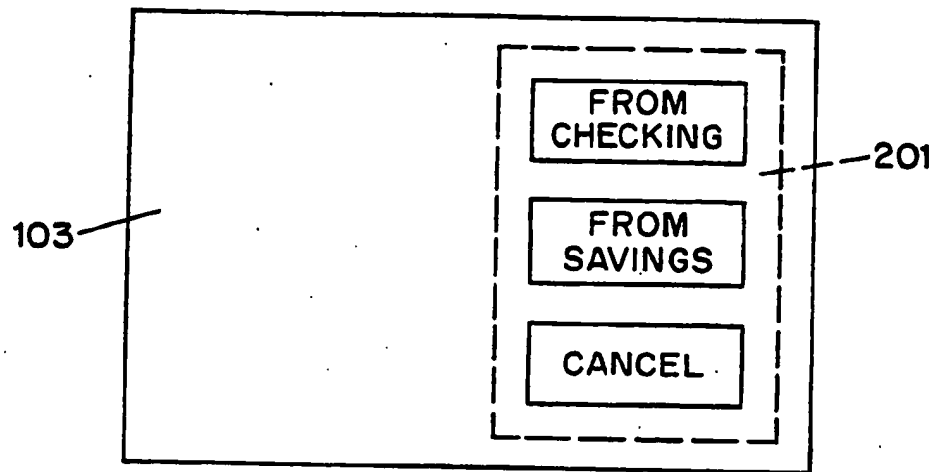 FROM
CHECKING
201
103
FROM
SAVINGS
CANCEL